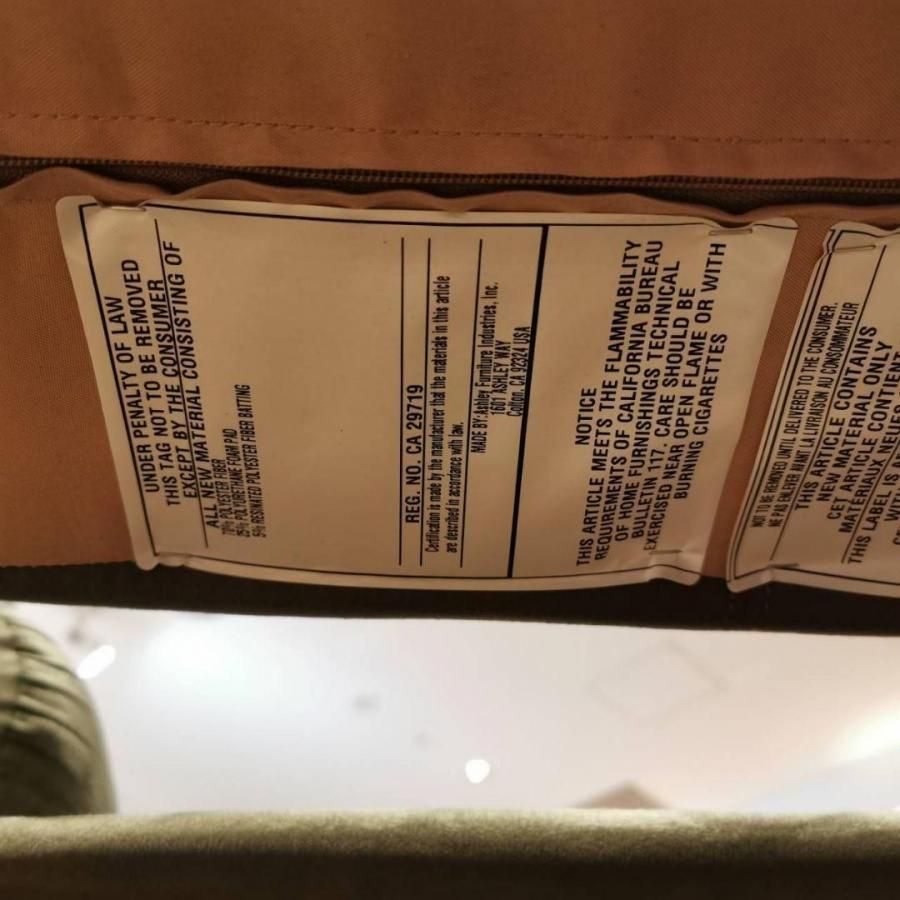 UNDER PENALTY OF LAW
THIS TAG NOT TO BE REMOVED
EXCEPT BY THE CONSUMER
ALL NEW MATERIAL CONSISTING OF
POLYESTER FIBER
POLYURETHANE FOAM PAD
5% RESINATED POLYESTER FIBER BATTING
REG. NO. CA 29719
Certification is made by the manufacturer that the materials in this article
are described in accordance with law.
MADE BY: Ashley Furniture Industries, Inc.
1601 ASHLEY WAY
Colton, CA 92324 USA
NOTICE
THIS ARTICLE MEETS THE FLAMMABILITY
REQUIREMENTS OF CALIFORNIA BUREAU
OF HOME FURNISHINGS TECHNICAL
BULLETIN 117. CARE SHOULD BE
EXERCISED NEAR OPEN FLAME OR WITH
BURNING CIGARETTES
NOT TO BE REMOVED UNTIL DELIVERED TO THE CONSUMER.
NE PAS ENLEVER AVANT LA LIVRAISON AU CONSOMMATEUR
THIS ARTICLE CONTAINS
NEW MATERIAL ONLY
CET ARTICLE CONTIENT
MATERIAUX NEUFS
THIS LABEL IS